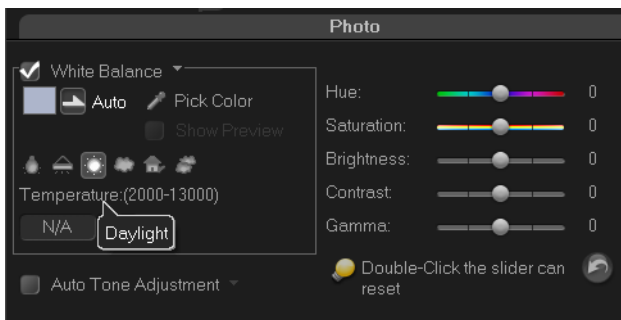 Photo
White Balance
Auto
Pick Color
Show Preview
Temperature:(2000-13000)
N/A
Daylight
Auto Tone Adjustment
Hue: 0
Saturation: 0
Brightness: 0
Contrast: 0
Gamma: 0
Double-Click the slider can
reset